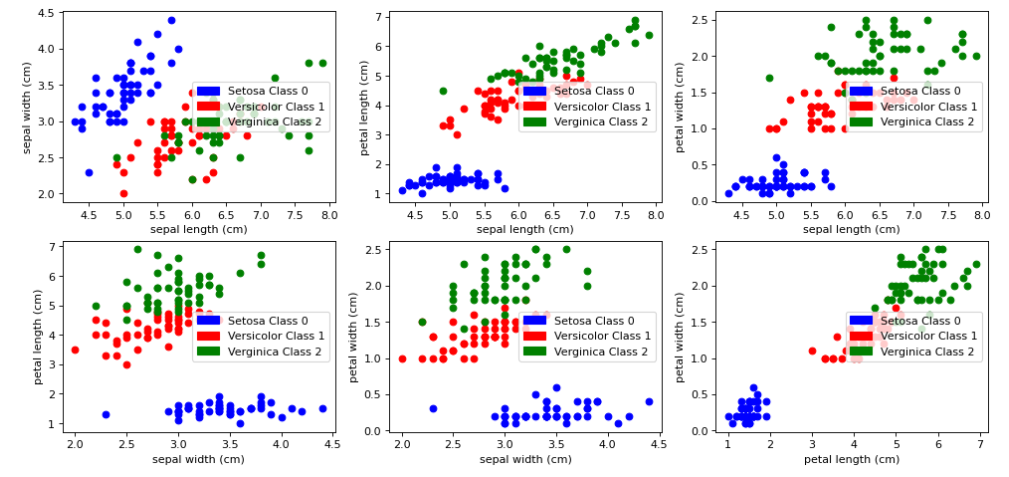 4.5
4.0
3.5
3.0
2.5
2.0
sepal width (cm)
4.5 5.0 5.5 6.0 6.5 7.0 7.5 8.0
sepal length (cm)
Setosa Class 0
Versicolor Class 1
Verginica Class 2
7
6
5
4
3
2
1
petal length (cm)
4.5 5.0 5.5 6.0 6.5 7.0 7.5 8.0
sepal length (cm)
Setosa Class 0
Versicolor Class 1
Verginica Class 2
2.5
2.0
1.5
1.0
0.5
0.0
petal width (cm)
4.5 5.0 5.5 6.0 6.5 7.0 7.5 8.0
sepal length (cm)
Setosa Class 0
Versicolor Class 1
Verginica Class 2
7
6
5
4
3
2
1
petal length (cm)
2.0 2.5 3.0 3.5 4.0 4.5
sepal width (cm)
Setosa Class 0
Versicolor Class 1
Verginica Class 2
2.5
2.0
1.5
1.0
0.5
0.0
petal width (cm)
2.0 2.5 3.0 3.5 4.0 4.5
sepal width (cm)
Setosa Class 0
Versicolor Class 1
Verginica Class 2
2.5
2.0
1.5
1.0
0.5
0.0
petal width (cm)
1 2 3 4 5 6 7
petal length (cm)
Setosa Class 0
Versicolor Class 1
Verginica Class 2